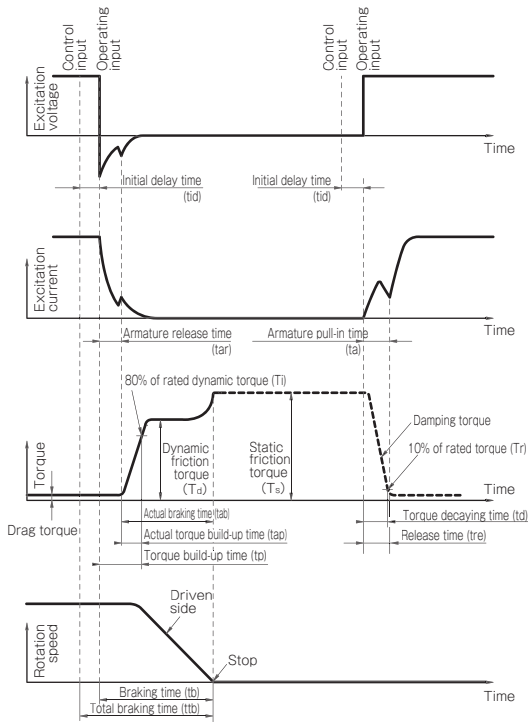 Control
input
Operating
input
Control
input
Operating
input
Excitation
voltage
Time
Initial delay time
(tid)
Initial delay time
(tid)
Excitation
current
Time
Armature release time
(tar)
Armature pull-in time
(ta)
80% of rated dynamic torque (Ti)
Damping torque
10% of rated torque (Tr)
Torque
Dynamic
friction
torque
(Td)
Static
friction
torque
(Ts)
Time
Drag torque
Actual braking time(tab)
Torque decaying time (td)
Actual torque build-up time (tap)
Release time (tre)
Torque build-up time (tp)
Driven
side
Rotation
speed
Stop
Time
Braking time (tb)
Total braking time (ttb)